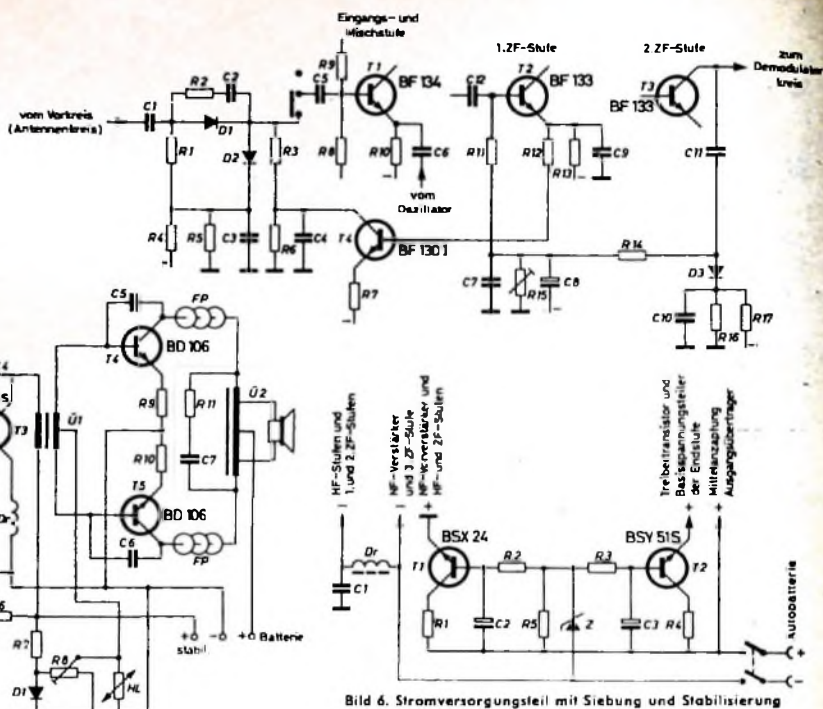 Eingangs- und
Mischstufe
1.ZF-Stufe
2.ZF-Stufe
zum
Demodulator
kreis
R9
T1
BF 134
C12
T2
BF 133
T3
BF 133
R2
C2
C5
C1
vom Vorkreis
(Antennenkreis)
D1
D2
R3
R1
R8
R10
C6
R11
R12
R13
C9
C11
vom
Oszillator
R4
R5
C3
R6
C4
T4
BF 130 I
R7
R14
C7
R15
C8
D3
C10
R16
R17
C5
FP
T4
BD 106
R9
R11
Ü2
Ü1
T3
R10
C7
T5
BD 106
C6
FP
Dr
R7
R8
HL
D1
+ stabil.
-
+ Batterie
HF-Stufen und
1. und 2. ZF-Stufe
NF-Verstärker
und 3. ZF-Stufe
NF-Vorverstärker und
HF- und ZF-Stufen
Treibertransistor und
Basisspannungsteiler
der Endstufe
Mittelanzapfung
Ausgangsübertrager
Dr
C1
BSX 24
T1
R1
C2
R2
R5
Z
R3
C3
BSY 51S
T2
R4
Autobatterie
+
-
Bild 6. Stromversorgungsteil mit Siebung und Stabilisierung